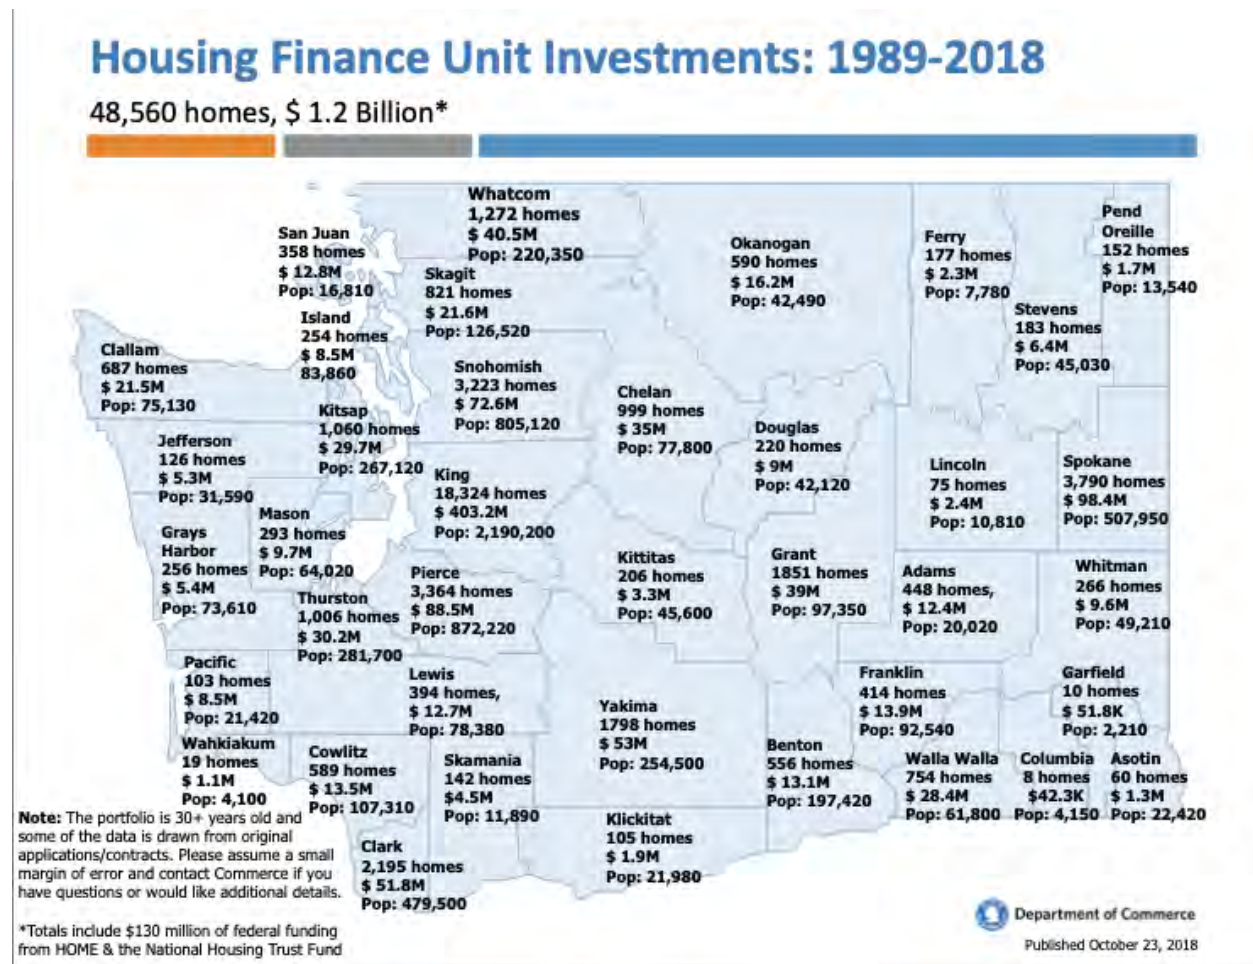 Housing Finance Unit Investments: 1989-2018
48,560 homes, $ 1.2 Billion*
Whatcom
1,272 homes
$ 40.5M
Pop: 220,350
San Juan
358 homes
$ 12.8M
Pop: 16,810
Skagit
821 homes
$ 21.6M
Pop: 126,520
Okanogan
590 homes
$ 16.2M
Pop: 42,490
Ferry
177 homes
$ 2.3M
Pop: 7,780
Pend
Oreille
152 homes
$ 1.7M
Pop: 13,540
Stevens
183 homes
$ 6.4M
Pop: 45,030
Island
254 homes
$ 8.5M
83,860
Clallam
687 homes
$ 21.5M
Pop: 75,130
Snohomish
3,223 homes
$ 72.6M
Pop: 805,120
Chelan
999 homes
$ 35M
Pop: 77,800
Kitsap
1,060 homes
$ 29.7M
Pop: 267,120
Douglas
220 homes
$ 9M
Pop: 42,120
Jefferson
126 homes
$ 5.3M
Pop: 31,590
King
18,324 homes
$ 403.2M
Pop: 2,190,200
Lincoln
75 homes
$ 2.4M
Pop: 10,810
Spokane
3,790 homes
$ 98.4M
Pop: 507,950
Mason
293 homes
$ 9.7M
Pop: 64,020
Grays
Harbor
256 homes
$ 5.4M
Pop: 73,610
Kittitas
206 homes
$ 3.3M
Pop: 45,600
Grant
1851 homes
$ 39M
Pop: 97,350
Adams
448 homes,
$ 12.4M
Pop: 20,020
Whitman
266 homes
$ 9.6M
Pop: 49,210
Pierce
3,364 homes
$ 88.5M
Pop: 872,220
Thurston
1,006 homes
$ 30.2M
Pop: 281,700
Pacific
103 homes
$ 8.5M
Pop: 21,420
Lewis
394 homes,
$ 12.7M
Pop: 78,380
Yakima
1798 homes
$ 53M
Pop: 254,500
Franklin
414 homes
$ 13.9M
Pop: 92,540
Garfield
10 homes
$ 51.8K
Pop: 2,210
Wahkiakum
19 homes
$ 1.1M
Pop: 4,100
Cowlitz
589 homes
$ 13.5M
Pop: 107,310
Skamania
142 homes
$4.5M
Pop: 11,890
Benton
556 homes
$ 13.1M
Pop: 197,420
Walla Walla
754 homes
$ 28.4M
Pop: 61,800
Columbia
8 homes
$42.3K
Pop: 4,150
Asotin
60 homes
$ 1.3M
Pop: 22,420
Klickitat
105 homes
$ 1.9M
Pop: 21,980
Clark
2,195 homes
$ 51.8M
Pop: 479,500
Note: The portfolio is 30+ years old and
some of the data is drawn from original
applications/contracts. Please assume a small
margin of error and contact Commerce if you
have questions or would like additional details.
*Totals include $130 million of federal funding
from HOME & the National Housing Trust Fund
Department of Commerce
Published October 23, 2018